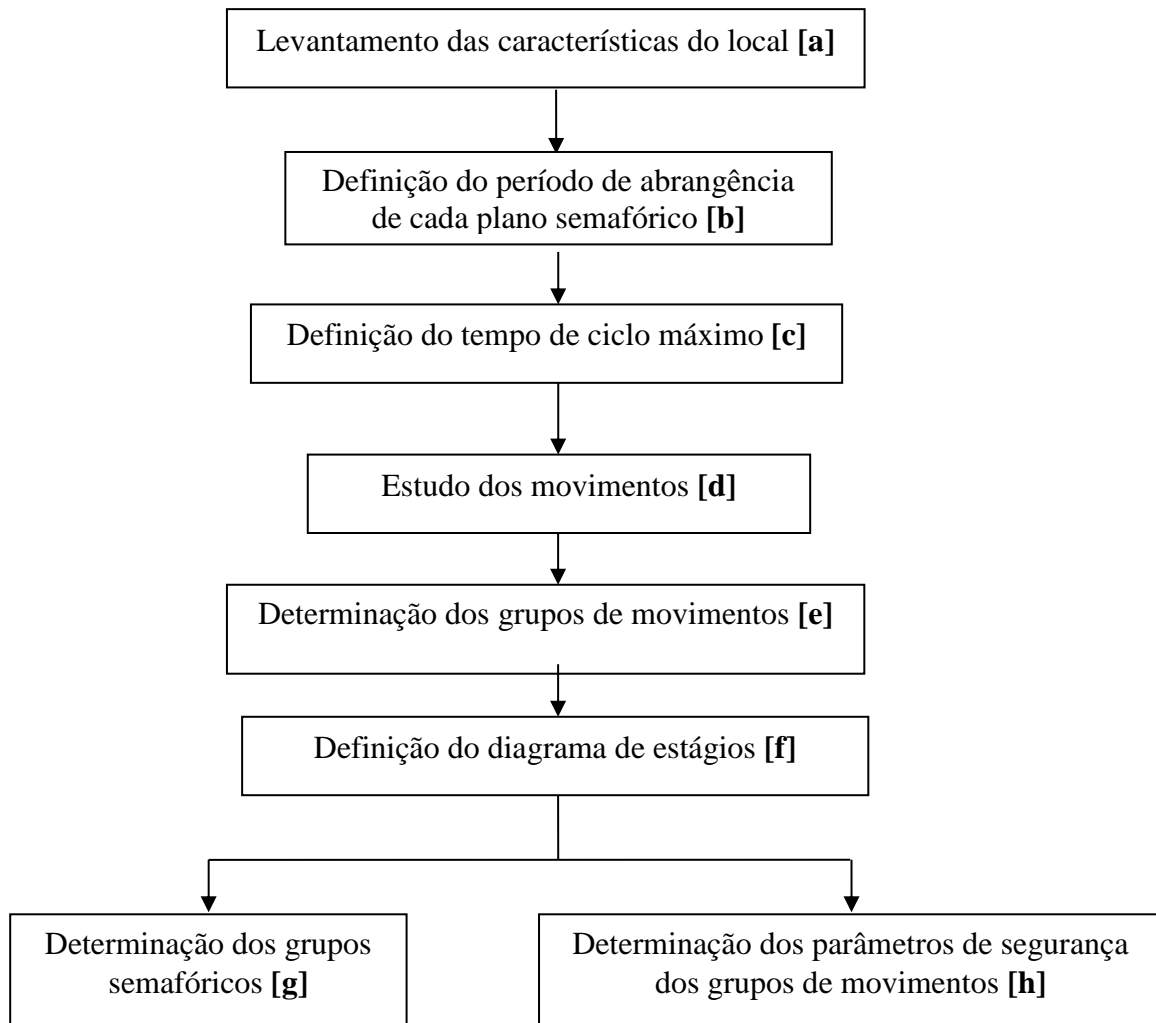 Levantamento das características do local [a]
Definição do período de abrangência
de cada plano semafórico [b]
Definição do tempo de ciclo máximo [c]
Estudo dos movimentos [d]
Determinação dos grupos de movimentos [e]
Definição do diagrama de estágios [f]
Determinação dos grupos
semafóricos [g]
Determinação dos parâmetros de segurança
dos grupos de movimentos [h]